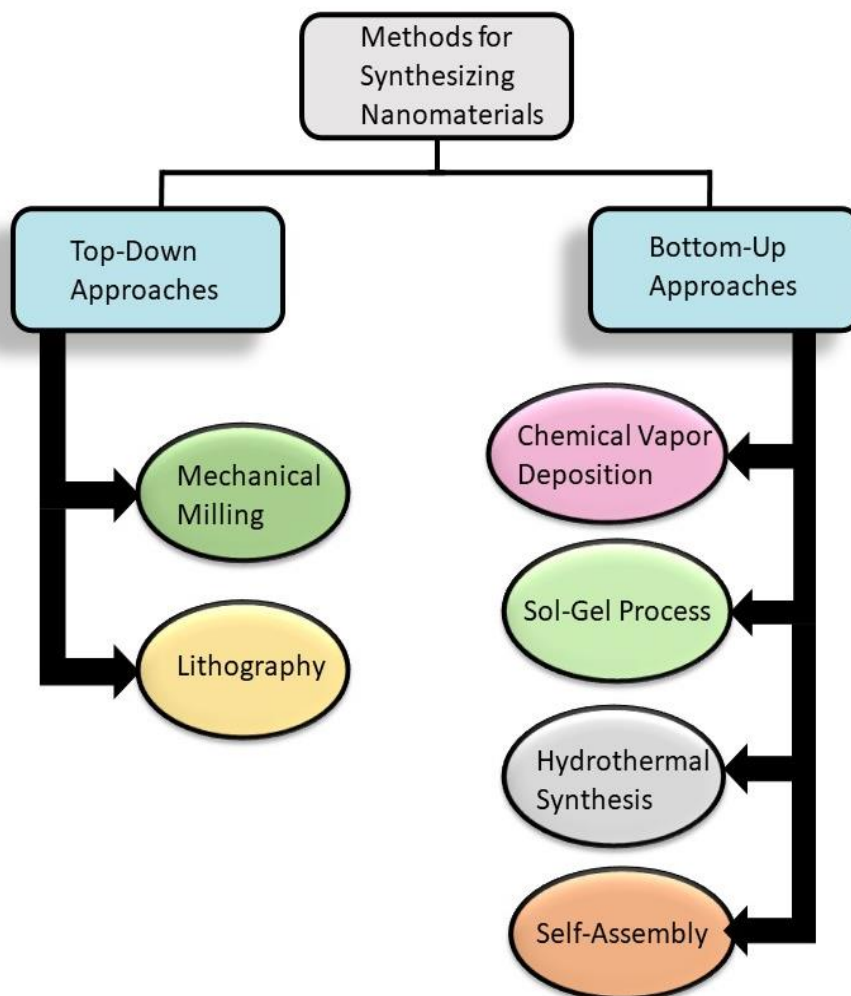 Methods for
Synthesizing
Nanomaterials
Top-Down
Approaches
Mechanical
Milling
Lithography
Bottom-Up
Approaches
Chemical Vapor
Deposition
Sol-Gel Process
Hydrothermal
Synthesis
Self-Assembly